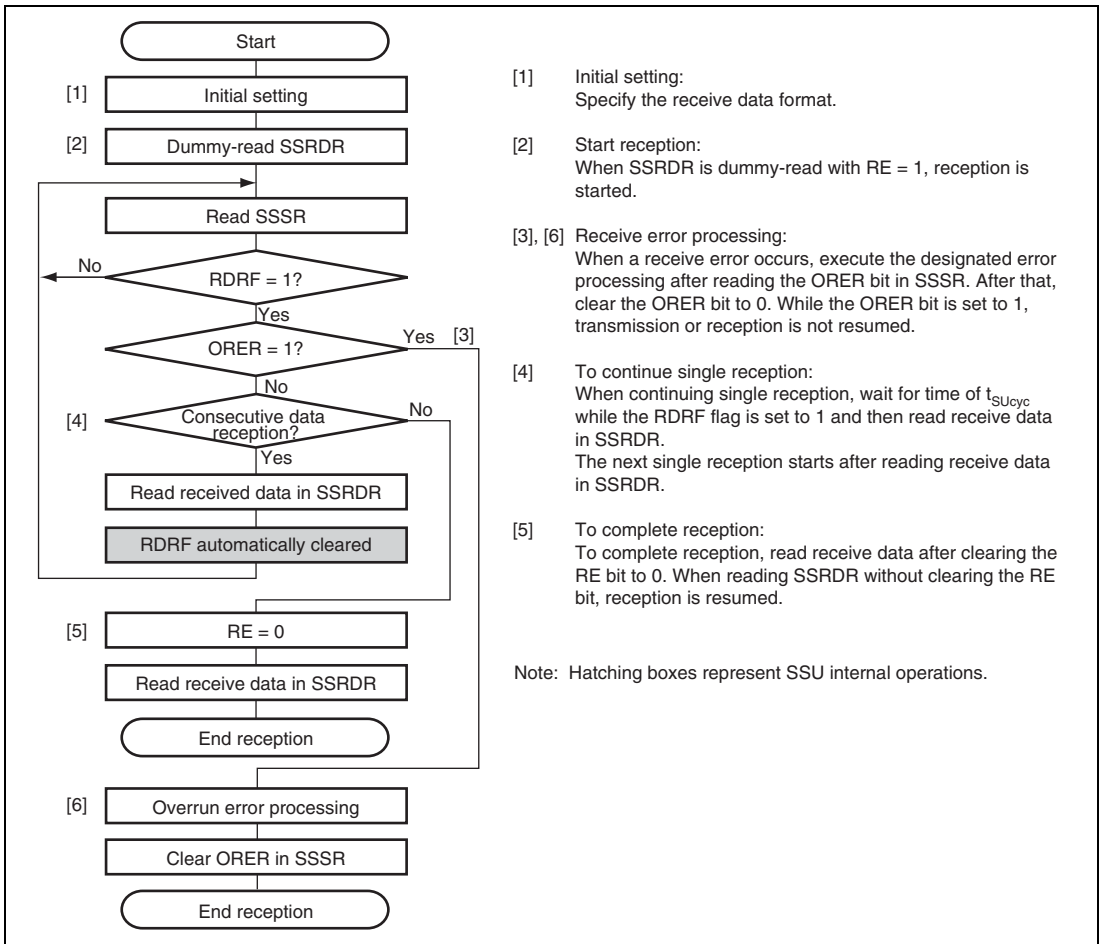 Start
[1]
Initial setting
[2]
Dummy-read SSRDR
Read SSSR
No
RDRF = 1?
Yes
Yes [3]
ORER = 1?
No
[4]
Consecutive data
reception?
No
Yes
Read received data in SSRDR
RDRF automatically cleared
[5]
RE = 0
Read receive data in SSRDR
End reception
[6]
Overrun error processing
Clear ORER in SSSR
End reception
[1] Initial setting:
Specify the receive data format.
[2] Start reception:
When SSRDR is dummy-read with RE = 1, reception is
started.
[3], [6] Receive error processing:
When a receive error occurs, execute the designated error
processing after reading the ORER bit in SSSR. After that,
clear the ORER bit to 0. While the ORER bit is set to 1,
transmission or reception is not resumed.
[4] To continue single reception:
When continuing single reception, wait for time of tSUcyc
while the RDRF flag is set to 1 and then read receive data
in SSRDR.
The next single reception starts after reading receive data
in SSRDR.
[5] To complete reception:
To complete reception, read receive data after clearing the
RE bit to 0. When reading SSRDR without clearing the RE
bit, reception is resumed.
Note: Hatching boxes represent SSU internal operations.